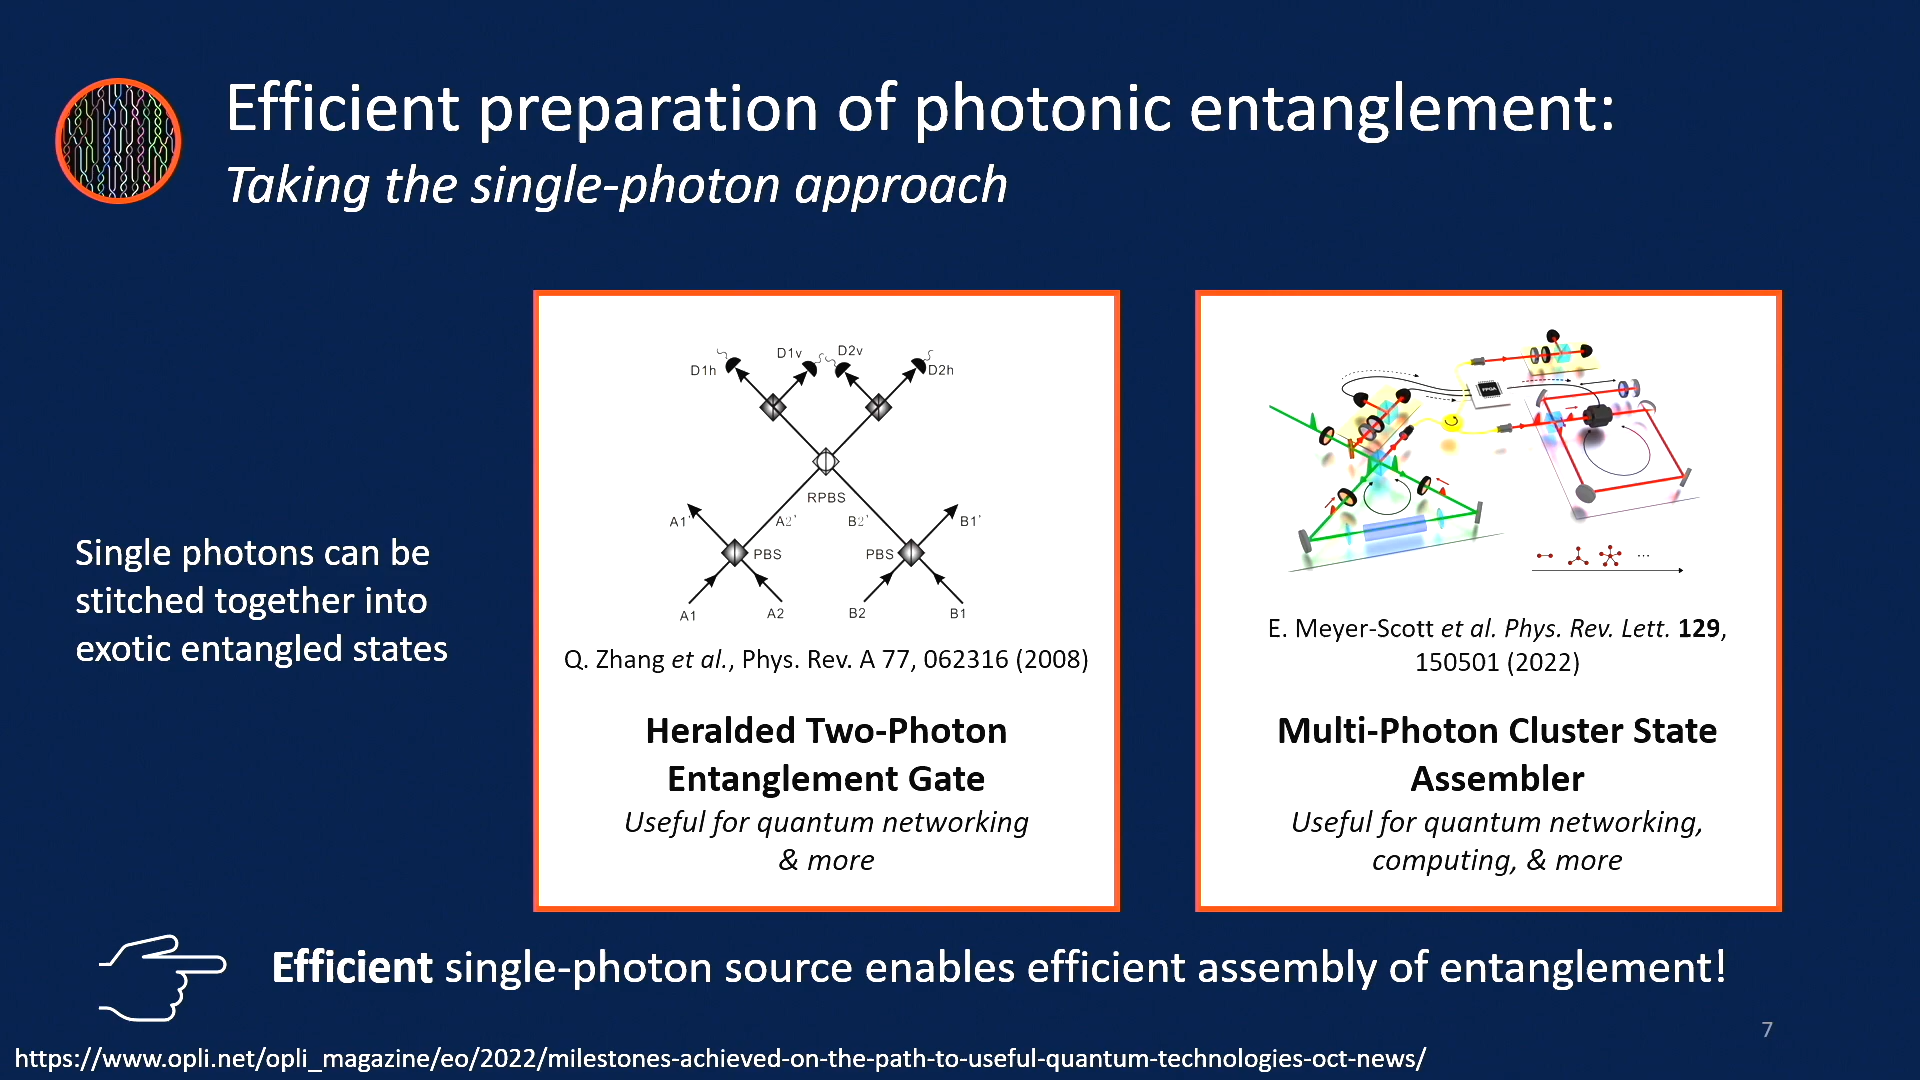 Efficient preparation of photonic entanglement:
Taking the single-photon approach
Single photons can be
stitched together into
exotic entangled states
D1h
D1v
D2v
D2h
RPBS
A1'
A2'
B2'
B1'
PBS
PBS
A1
A2
B2
B1
Q. Zhang et al., Phys. Rev. A 77, 062316 (2008)
Heralded Two-Photon
Entanglement Gate
Useful for quantum networking
& more
FPGA
...
E. Meyer-Scott et al. Phys. Rev. Lett. 129,
150501 (2022)
Multi-Photon Cluster State
Assembler
Useful for quantum networking,
computing, & more
Efficient single-photon source enables efficient assembly of entanglement!
7
https://www.opli.net/opli_magazine/eo/2022/milestones-achieved-on-the-path-to-useful-quantum-technologies-oct-news/